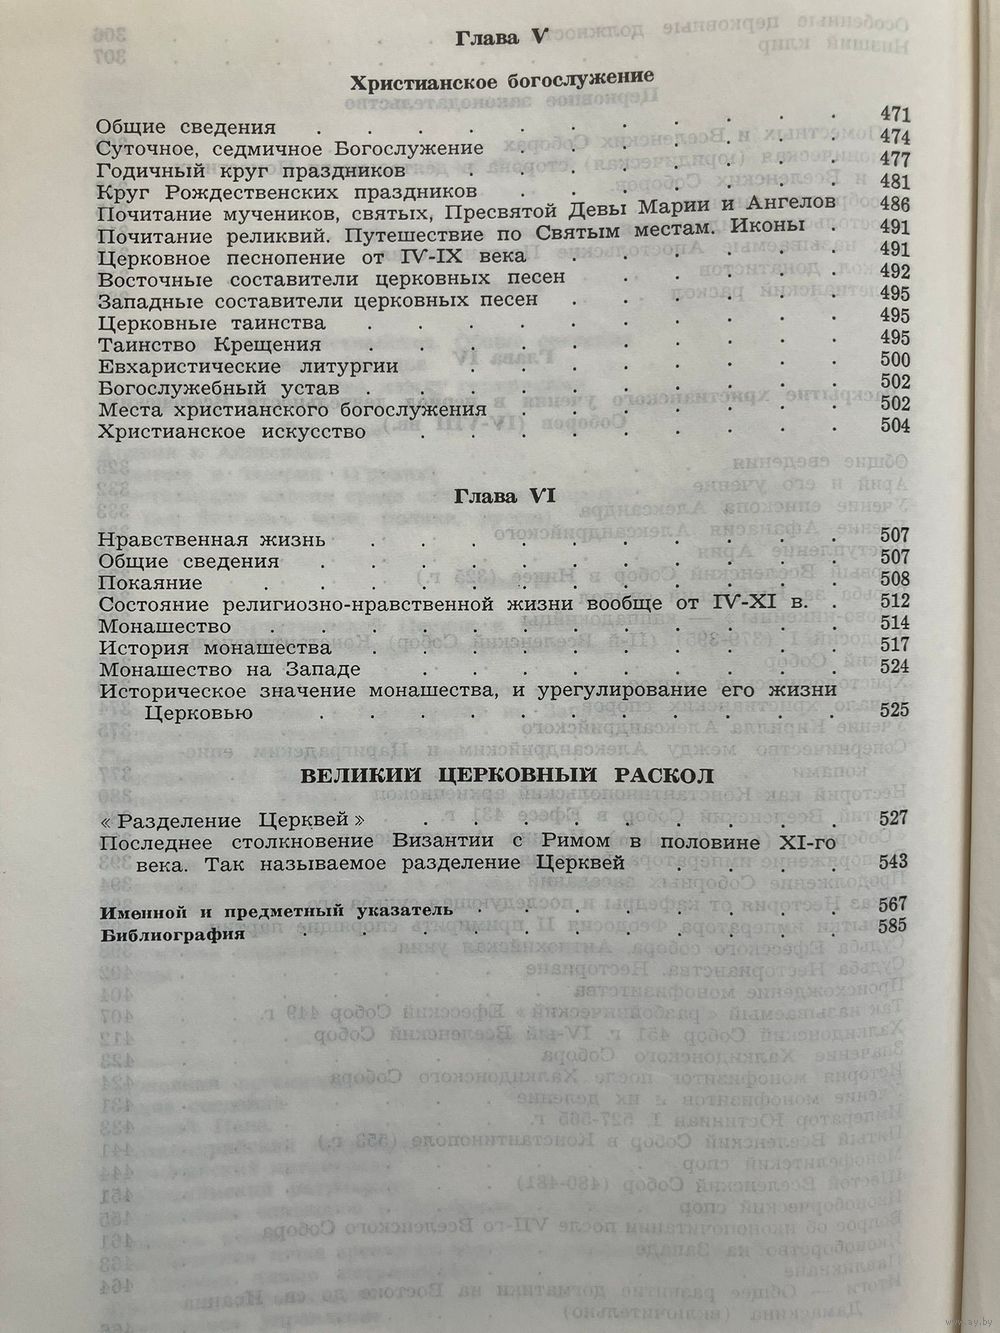 Глава V
Христианское богослужение
Общие сведения . . . . . . . . . . 471
Суточное, седмичное Богослужение . . . . . . 474
Годичный круг праздников . . . . . . . . 477
Круг Рождественских праздников . . . . . . . 481
Почитание мучеников, святых, Пресвятой Девы Марии и Ангелов 486
Почитание реликвий. Путешествие по Святым местам. Иконы . 491
Церковное песнопение от IV-IX века . . . . . . 491
Восточные составители церковных песен . . . . . 492
Западные составители церковных песен . . . . . . 495
Церковные таинства . . . . . . . . . . 495
Таинство Крещения . . . . . . . . . . 495
Евхаристические литургии . . . . . . . . 500
Богослужебный устав . . . . . . . . . . 502
Места христианского богослужения . . . . . . . 502
Христианское искусство . . . . . . . . . 504
Глава VI
Нравственная жизнь . . . . . . . . . . 507
Общие сведения . . . . . . . . . . 507
Покаяние . . . . . . . . . . . 508
Состояние религиозно-нравственной жизни вообще от IV-XI в. . 512
Монашество . . . . . . . . . . . 514
История монашества . . . . . . . . . . 517
Монашество на Западе . . . . . . . . . 524
Историческое значение монашества, и урегулирование его жизни
Церковью . . . . . . . . . . 525
ВЕЛИКИЙ ЦЕРКОВНЫЙ РАСКОЛ
« Разделение Церквей » . . . . . . . . . 527
Последнее столкновение Византии с Римом в половине XI-го
века. Так называемое разделение Церквей . . . . 543
Именной и предметный указатель . . . . . . . 567
Библиография . . . . . . . . . . 585
www.ay.by